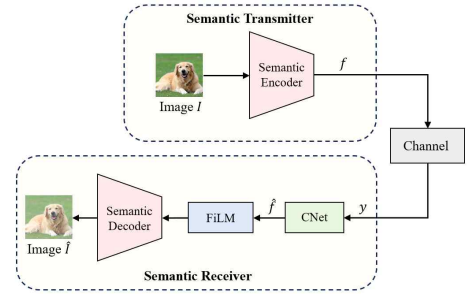 Semantic Transmitter
Image I
Semantic
Encoder
f
Channel
y
CNet
f̂
FiLM
Semantic
Decoder
Image Î
Semantic Receiver